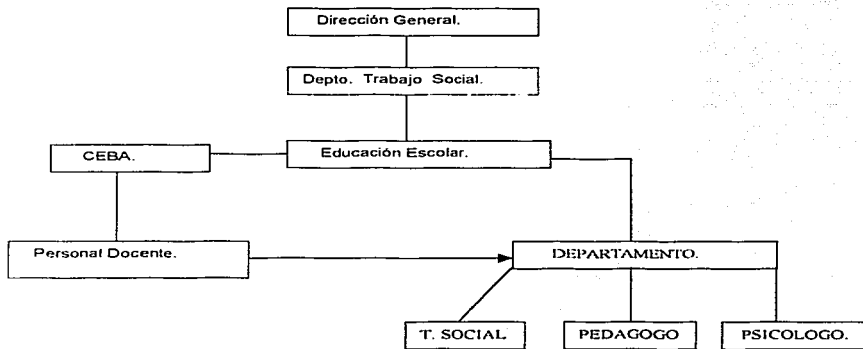 Dirección General.
Depto. Trabajo Social.
CEBA.
Educación Escolar.
Personal Docente.
DEPARTAMENTO.
T. SOCIAL
PEDAGOGO
PSICOLOGO.